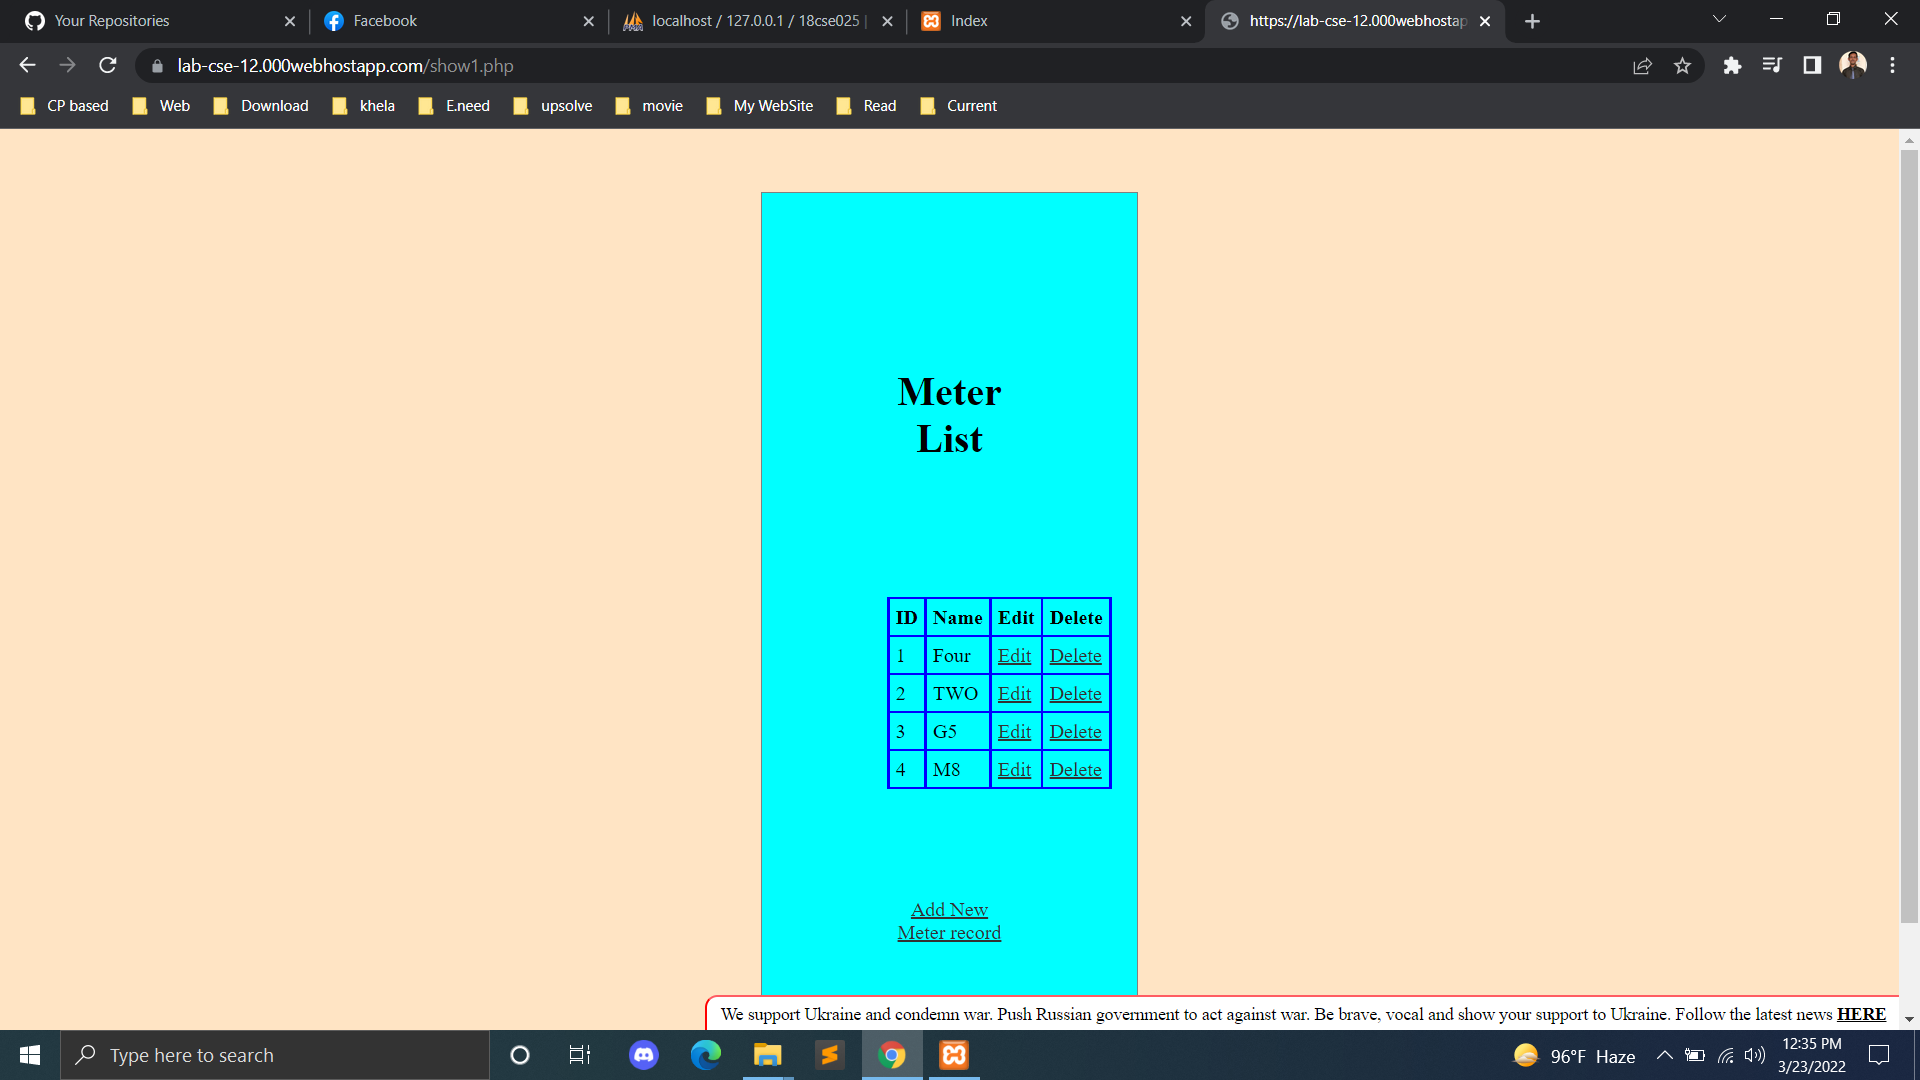 Your Repositories
Facebook
localhost / 127.0.0.1 / 18cse025 |
Index
https://lab-cse-12.000webhostap
lab-cse-12.000webhostapp.com/show1.php
CP based
Web
Download
khela
E.need
upsolve
movie
My WebSite
Read
Current
Meter
List
ID Name Edit Delete
1 Four Edit Delete
2 TWO Edit Delete
3 G5 Edit Delete
4 M8 Edit Delete
Add New
Meter record
We support Ukraine and condemn war. Push Russian government to act against war. Be brave, vocal and show your support to Ukraine. Follow the latest news HERE
Type here to search
96°F Haze
12:35 PM
3/23/2022